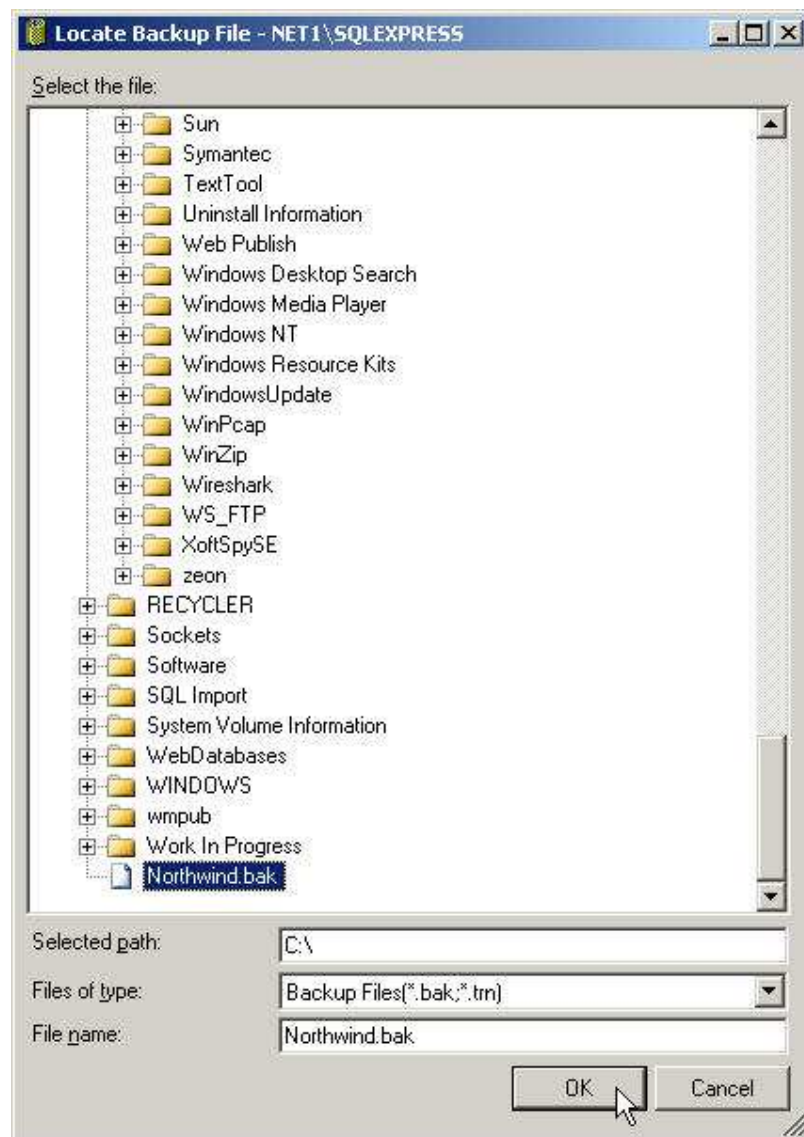 Locate Backup File - NET1\SQLEXPRESS
Select the file:
Sun
Symantec
TextTool
Uninstall Information
Web Publish
Windows Desktop Search
Windows Media Player
Windows NT
Windows Resource Kits
WindowsUpdate
WinPcap
WinZip
Wireshark
WS_FTP
XoftSpySE
zeon
RECYCLER
Sockets
Software
SQL Import
System Volume Information
WebDatabases
WINDOWS
wmpub
Work In Progress
Northwind.bak
Selected path: C:\
Files of type: Backup Files(*.bak;*.trn)
File name: Northwind.bak
OK Cancel